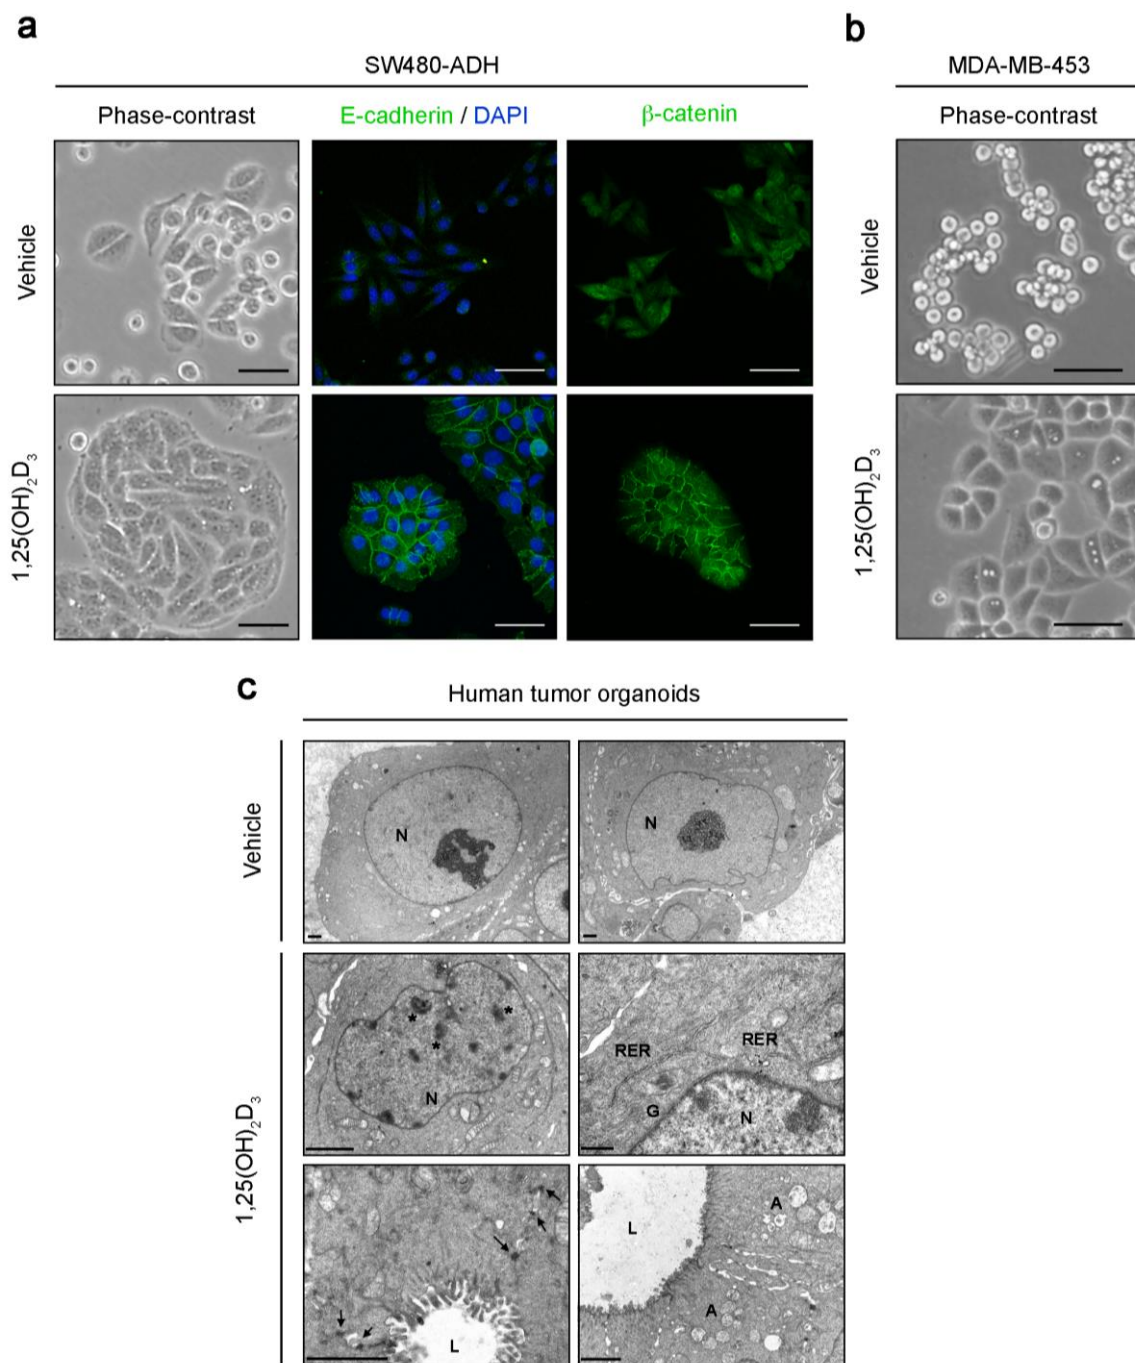 a
SW480-ADH
Phase-contrast
E-cadherin / DAPI
β-catenin
Vehicle
1,25(OH)₂D₃
b
MDA-MB-453
Phase-contrast
Vehicle
1,25(OH)₂D₃
c
Human tumor organoids
Vehicle
N
N
1,25(OH)₂D₃
*
*
*
N
RER
RER
G
N
L
L
A
A